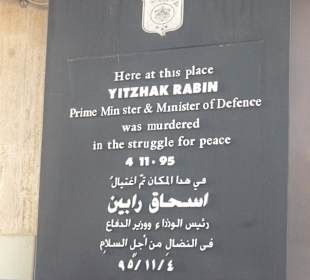 Here at this place
YITZHAK RABIN
Prime Min ster & Minister of Defence
was murdered
in the struggle for peace
4 11·95
في هدا المكان تمّ اغتيال
اسحاق رابين
رئيس الوذاء ووزير الدفاع
في النضال من أجل السلام
٩٥/١١/٤